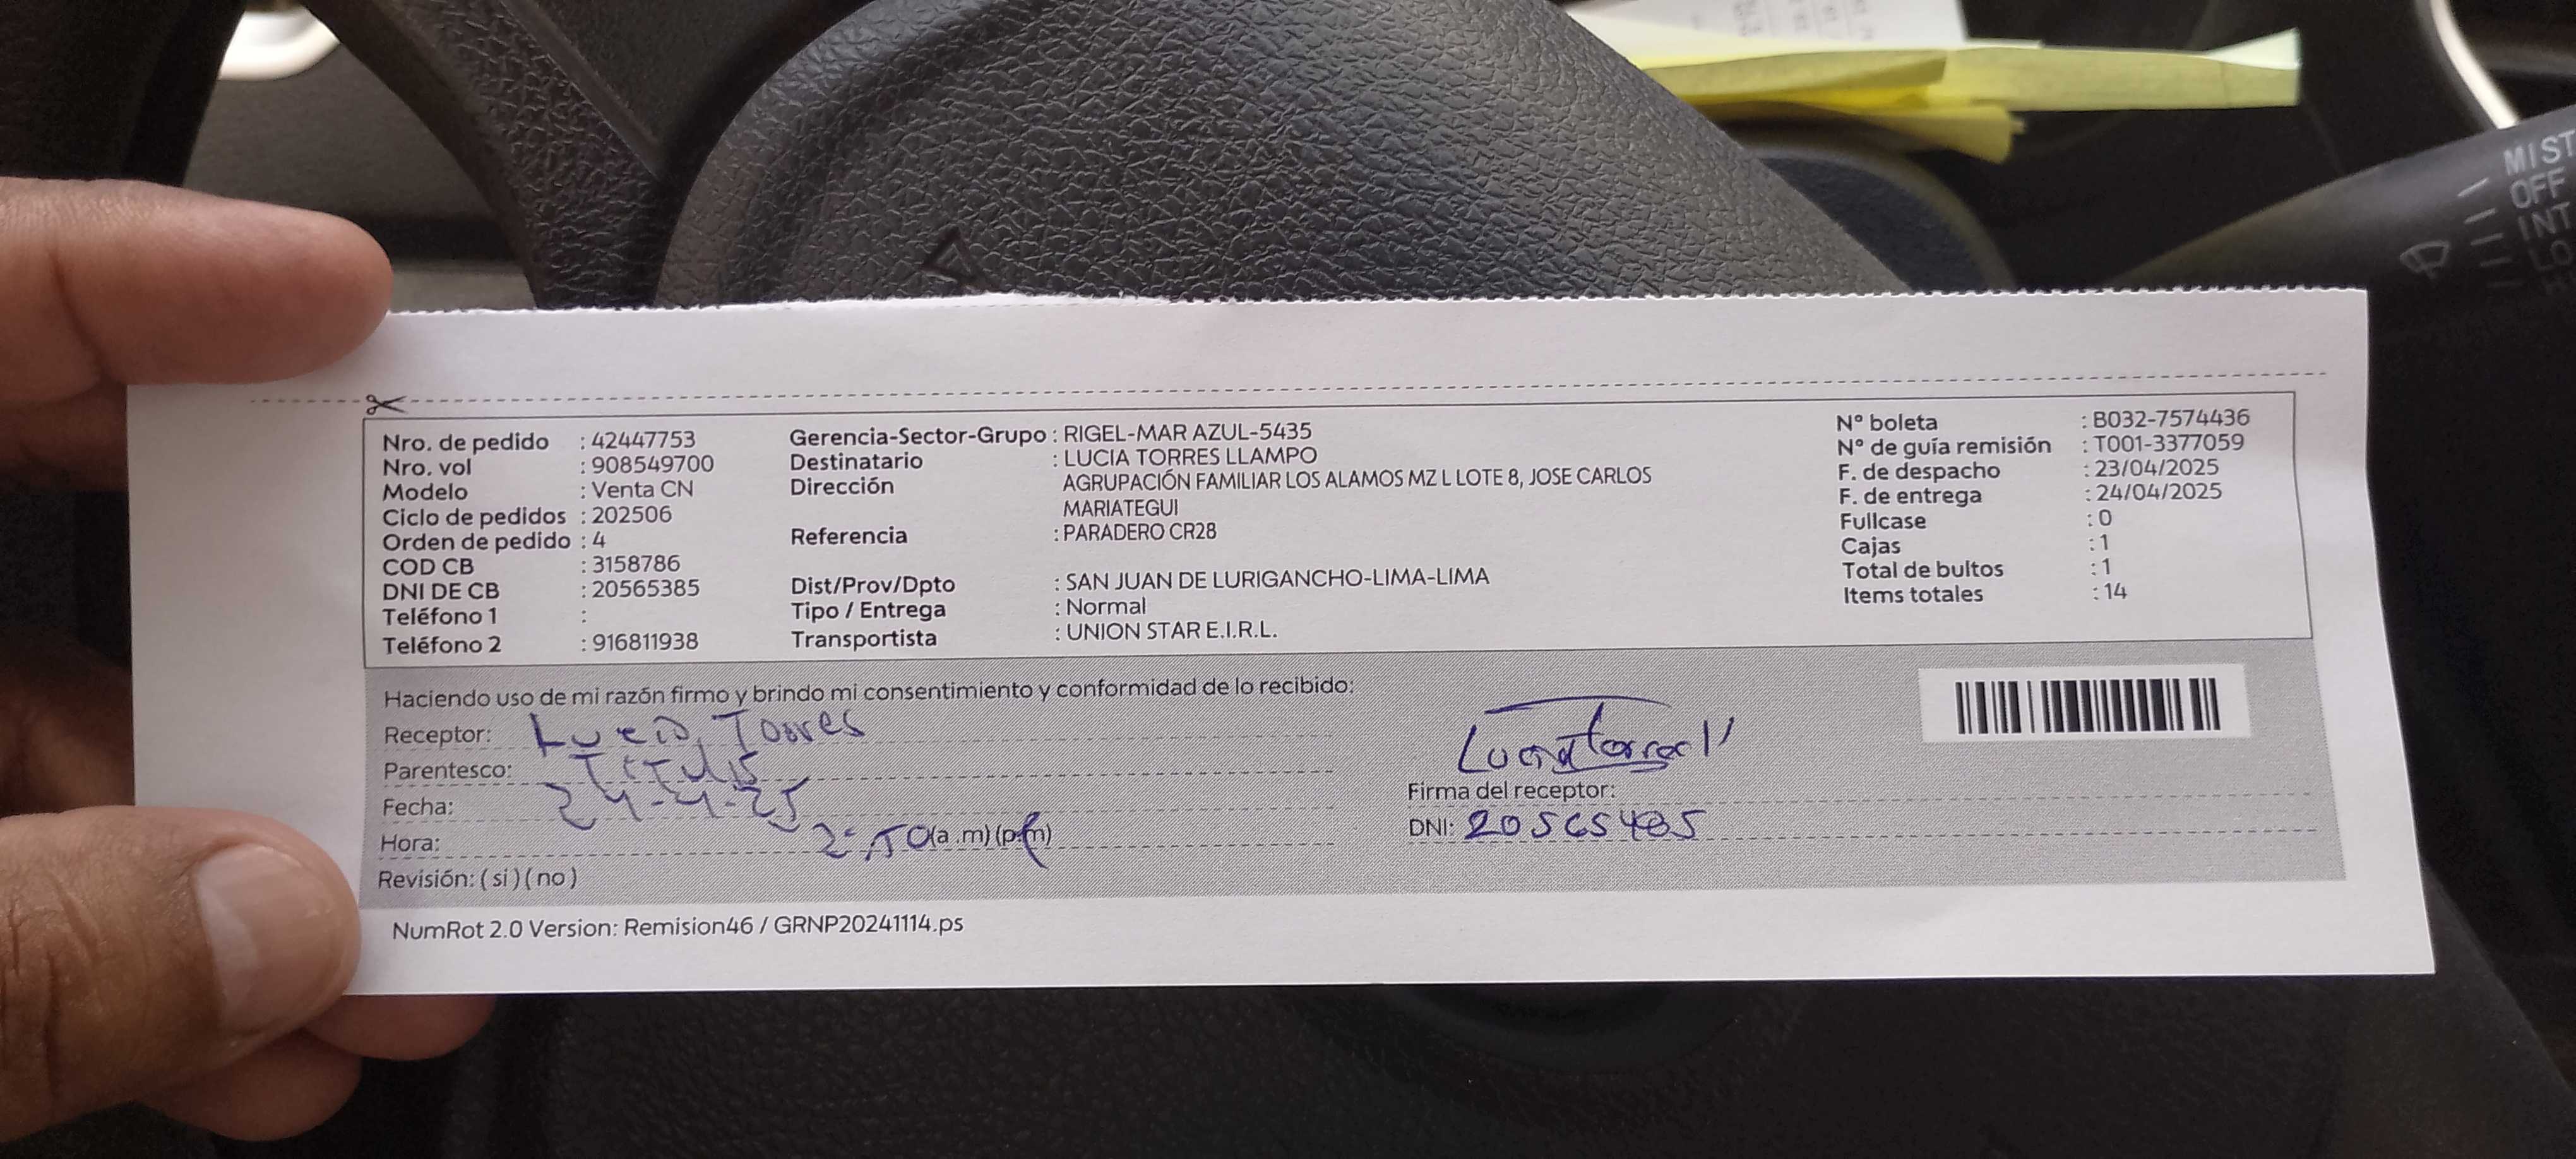 MIST
OFF
INT
LO
Nro. de pedido : 42447753
Nro. vol : 908549700
Modelo : Venta CN
Ciclo de pedidos : 202506
Orden de pedido : 4
COD CB : 3158786
DNI DE CB : 20565385
Teléfono 1 :
Teléfono 2 : 916811938
Gerencia-Sector-Grupo : RIGEL-MAR AZUL-5435
Destinatario : LUCIA TORRES LLAMPO
Dirección AGRUPACIÓN FAMILIAR LOS ALAMOS MZ L LOTE 8, JOSE CARLOS
MARIATEGUI
Referencia : PARADERO CR28
Dist/Prov/Dpto : SAN JUAN DE LURIGANCHO-LIMA-LIMA
Tipo / Entrega : Normal
Transportista : UNION STAR E.I.R.L.
Nº boleta : B032-7574436
Nº de guía remisión : T001-3377059
F. de despacho : 23/04/2025
F. de entrega : 24/04/2025
Fullcase : 0
Cajas : 1
Total de bultos : 1
Items totales : 14
Haciendo uso de mi razón firmo y brindo mi consentimiento y conformidad de lo recibido:
Receptor: Lucia Torres
Parentesco:
Fecha: 24-4-25
Hora: 2:50 (a .m) (p.m)
Revisión: ( si ) ( no )
Firma del receptor:
DNI: 20565485
NumRot 2.0 Version: Remision46 / GRNP20241114.ps